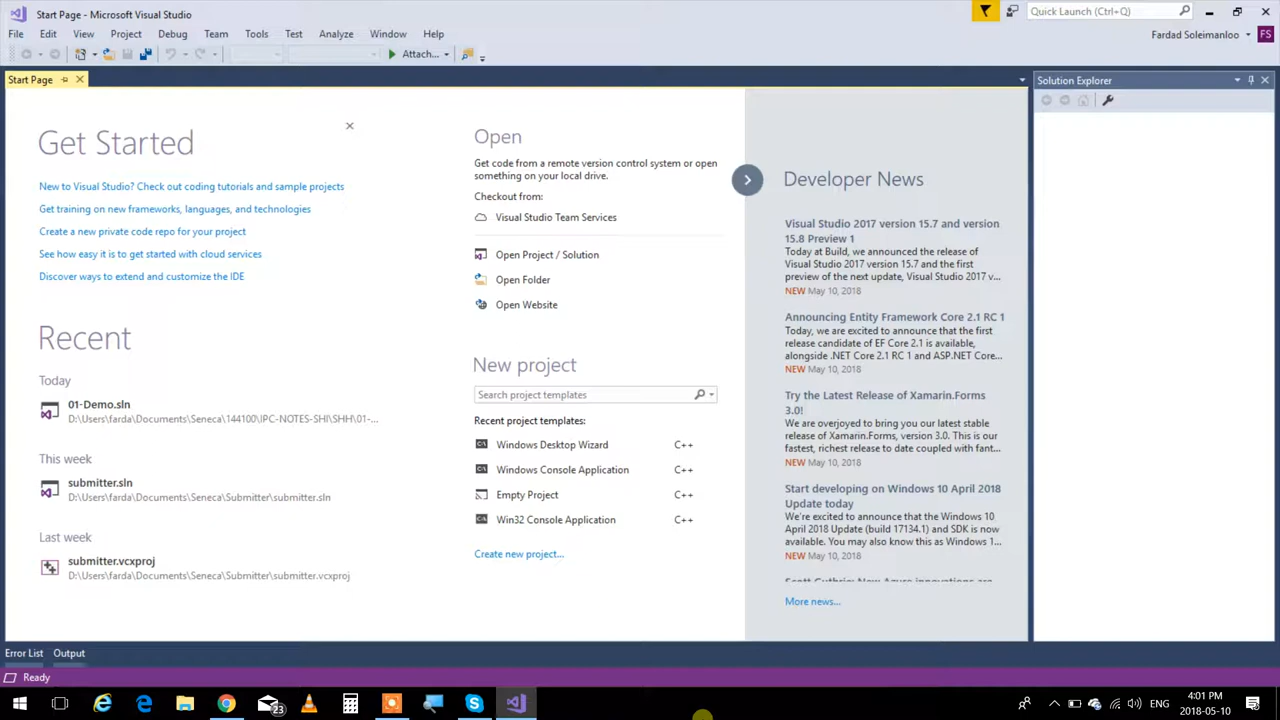 Start Page - Microsoft Visual Studio
Quick Launch (Ctrl+Q)
File Edit View Project Debug Team Tools Test Analyze Window Help
Fardad Soleimanloo FS
Attach...
Start Page
Solution Explorer
Get Started
New to Visual Studio? Check out coding tutorials and sample projects
Get training on new frameworks, languages, and technologies
Create a new private code repo for your project
See how easy it is to get started with cloud services
Discover ways to extend and customize the IDE
Recent
Today
01-Demo.sln
D:\Users\farda\Documents\Seneca\144100\IPC-NOTES-SHI\SHH\01-...
This week
submitter.sln
D:\Users\farda\Documents\Seneca\Submitter\submitter.sln
Last week
submitter.vcxproj
D:\Users\farda\Documents\Seneca\Submitter\submitter.vcxproj
Open
Get code from a remote version control system or open
something on your local drive.
Checkout from:
Visual Studio Team Services
Open Project / Solution
Open Folder
Open Website
New project
Search project templates
Recent project templates:
Windows Desktop Wizard C++
Windows Console Application C++
Empty Project C++
Win32 Console Application C++
Create new project...
Developer News
Visual Studio 2017 version 15.7 and version
15.8 Preview 1
Today at Build, we announced the release of
Visual Studio 2017 version 15.7 and the first
preview of the next update, Visual Studio 2017 v...
NEW May 10, 2018
Announcing Entity Framework Core 2.1 RC 1
Today, we are excited to announce that the first
release candidate of EF Core 2.1 is available,
alongside .NET Core 2.1 RC 1 and ASP.NET Core...
NEW May 10, 2018
Try the Latest Release of Xamarin.Forms
3.0!
We are overjoyed to bring you our latest stable
release of Xamarin.Forms, version 3.0. This is our
fastest, richest release to date coupled with fant...
NEW May 10, 2018
Start developing on Windows 10 April 2018
Update today
We're excited to announce that the Windows 10
April 2018 Update (build 17134.1) and SDK is now
available. You may also know this as Windows 1...
NEW May 10, 2018
Scott Guthrie: New Azure innovations are
More news...
Error List Output
Ready
23
ENG
4:01 PM
2018-05-10